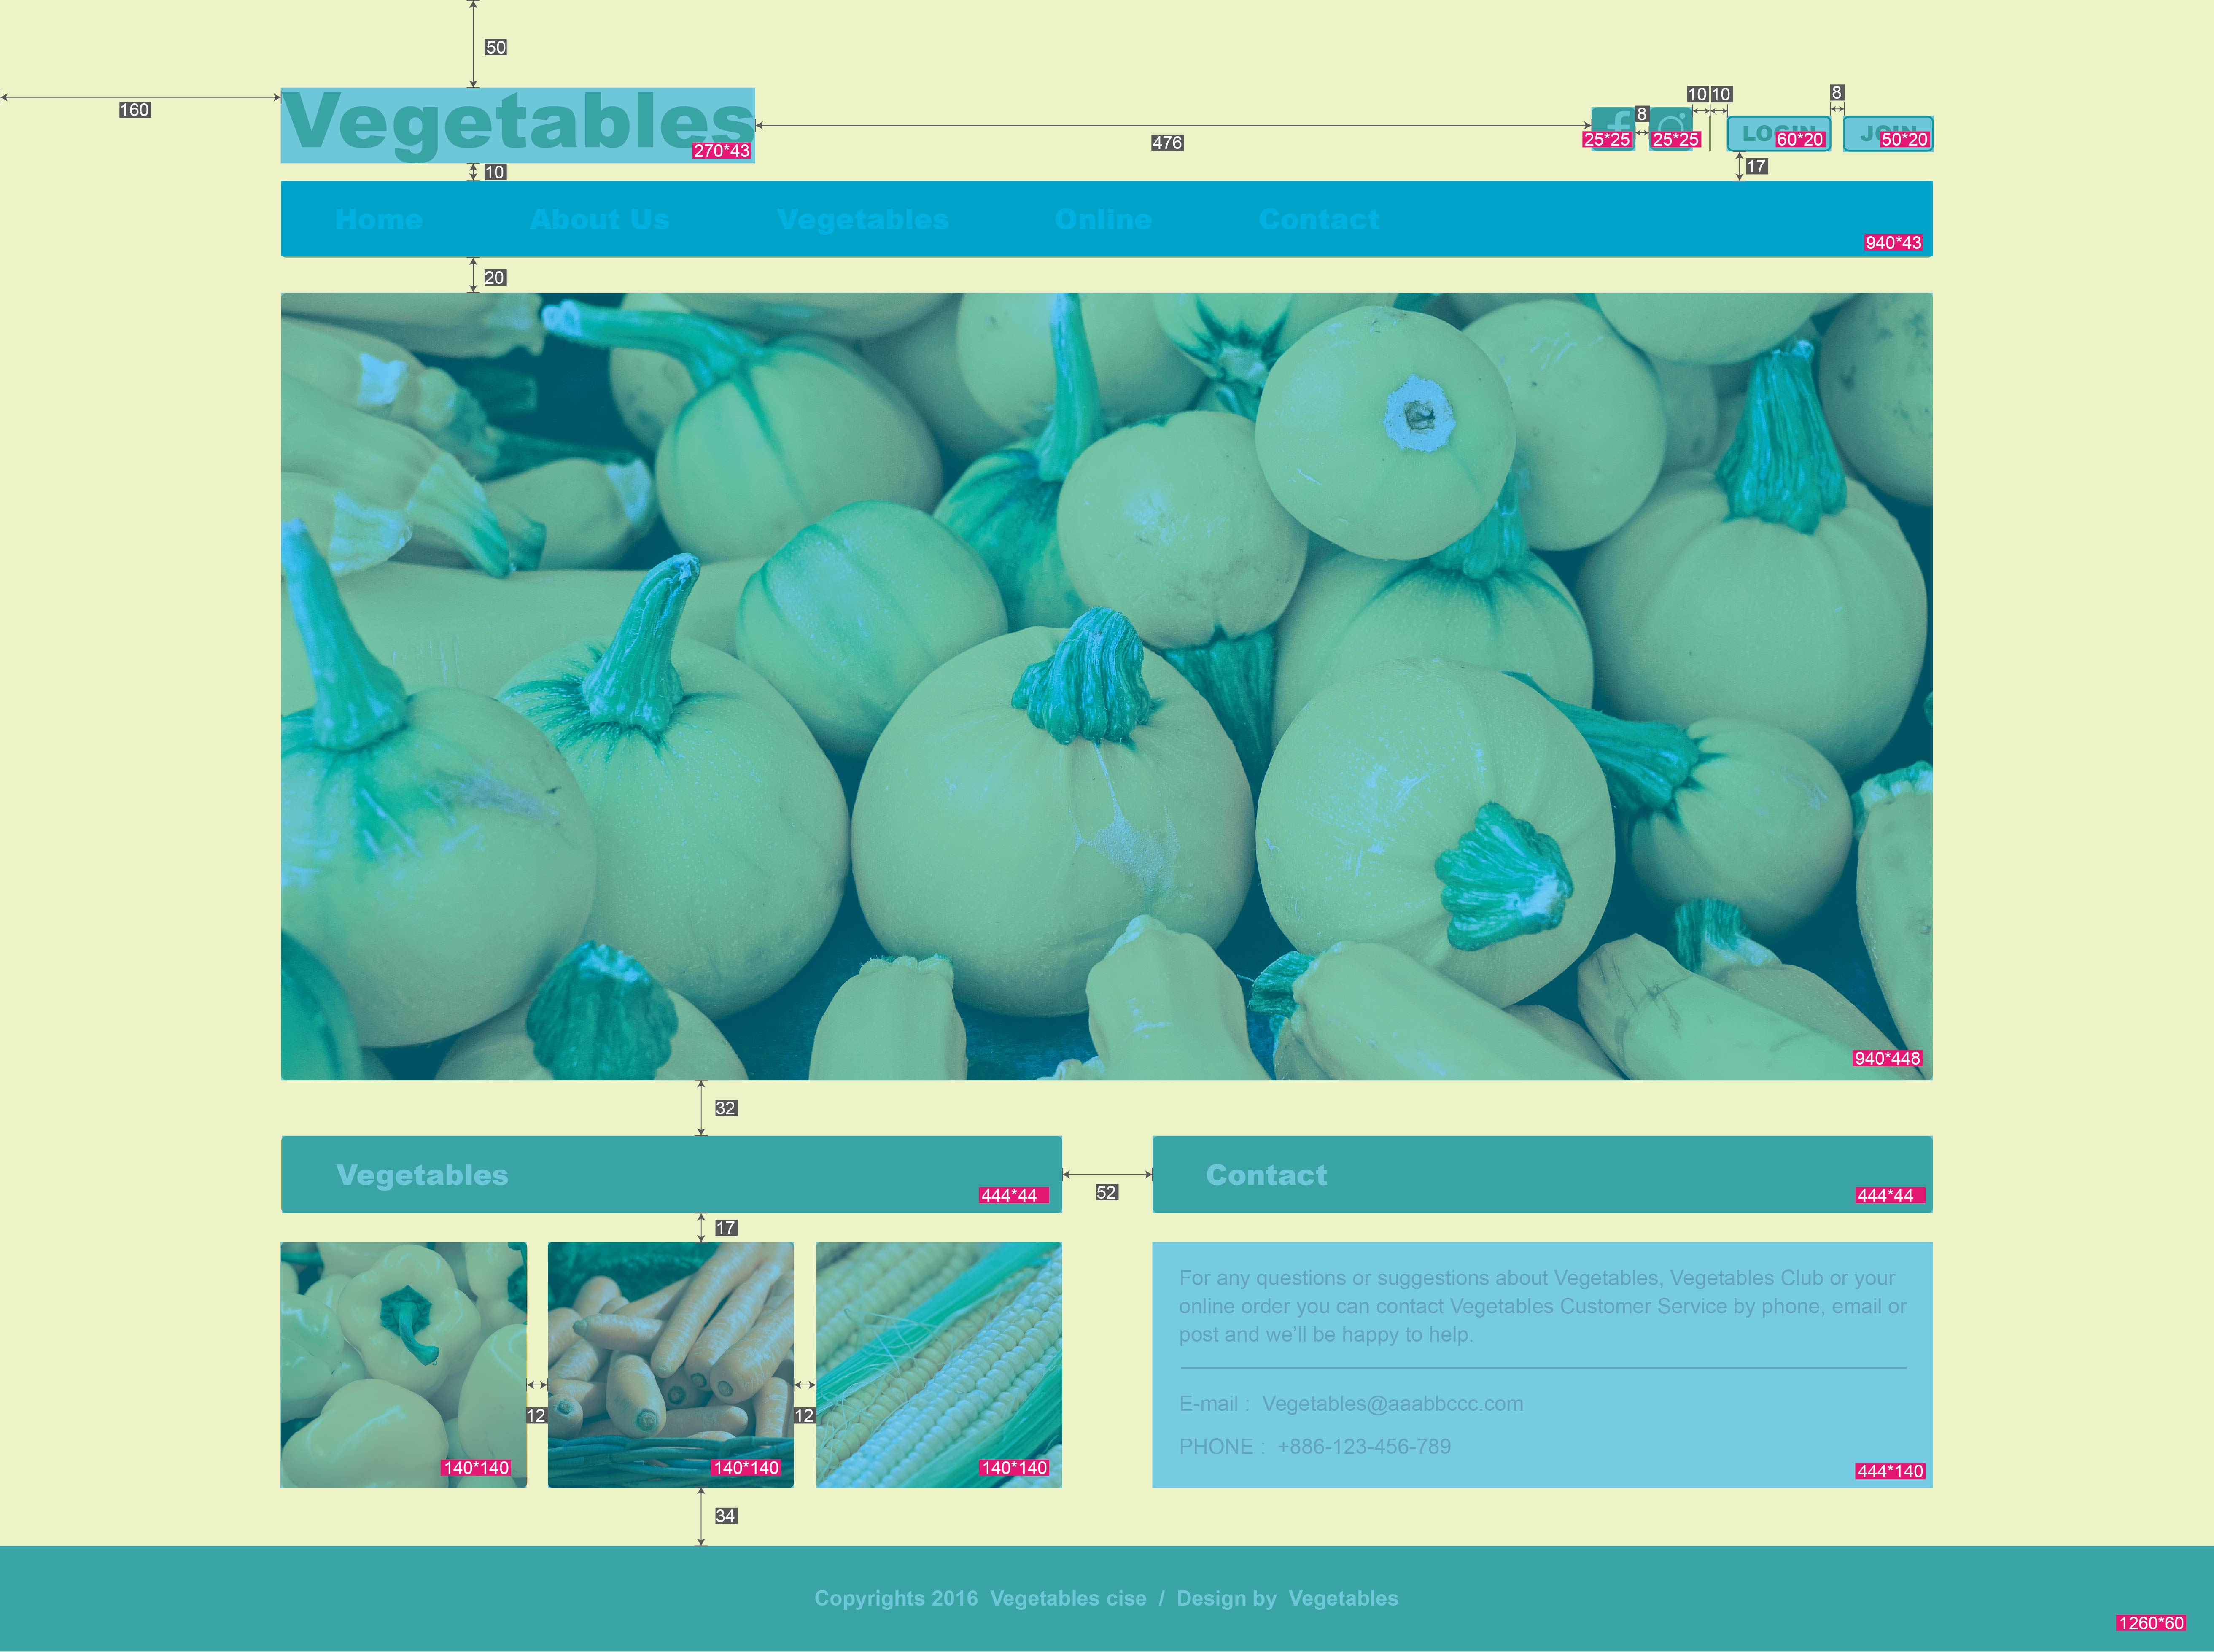 50
160
Vegetables
270*43
476
10
10
8
8
25*25
25*25
LOGIN
60*20
JOIN
50*20
10
17
Home About Us Vegetables Online Contact
940*43
20
940*448
32
Vegetables
444*44
52
Contact
444*44
17
12
12
140*140
140*140
140*140
For any questions or suggestions about Vegetables, Vegetables Club or your
online order you can contact Vegetables Customer Service by phone, email or
post and we'll be happy to help.
E-mail : Vegetables@aaabbccc.com
PHONE : +886-123-456-789
444*140
34
Copyrights 2016 Vegetables cise / Design by Vegetables
1260*60